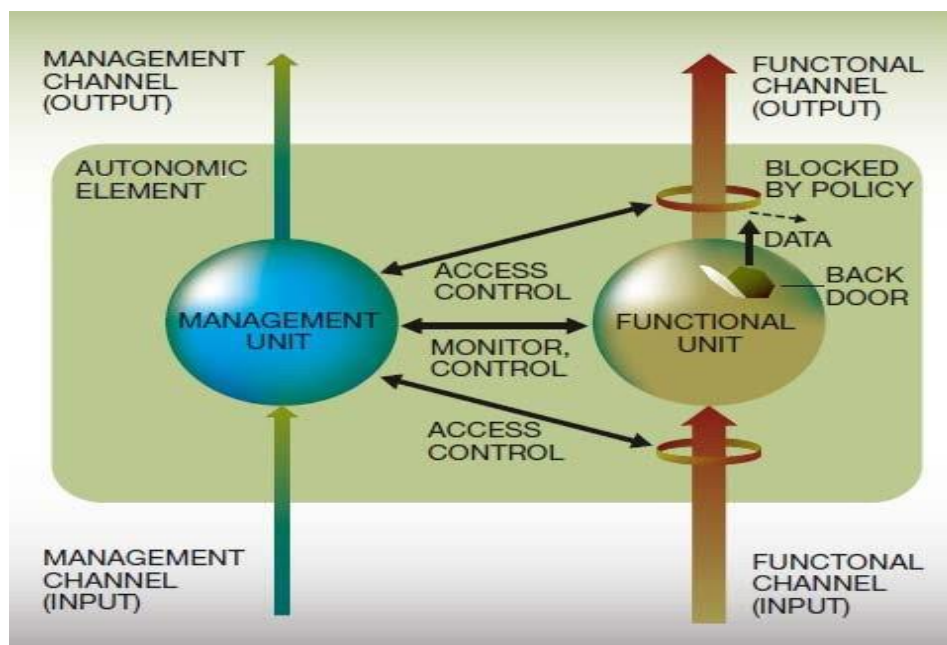 MANAGEMENT
CHANNEL
(OUTPUT)
FUNCTONAL
CHANNEL
(OUTPUT)
AUTONOMIC
ELEMENT
BLOCKED
BY POLICY
DATA
ACCESS
CONTROL
BACK
DOOR
MANAGEMENT
UNIT
FUNCTIONAL
UNIT
MONITOR,
CONTROL
ACCESS
CONTROL
MANAGEMENT
CHANNEL
(INPUT)
FUNCTONAL
CHANNEL
(INPUT)